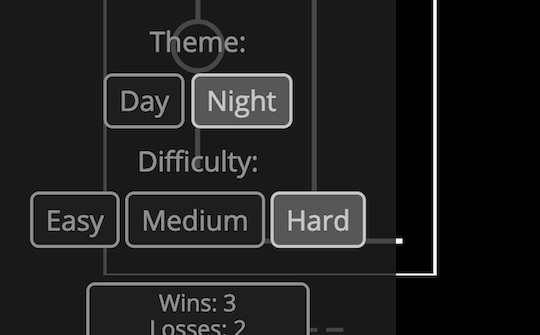 Theme:
Day Night
Difficulty:
Easy Medium Hard
Wins: 3
Losses: 2